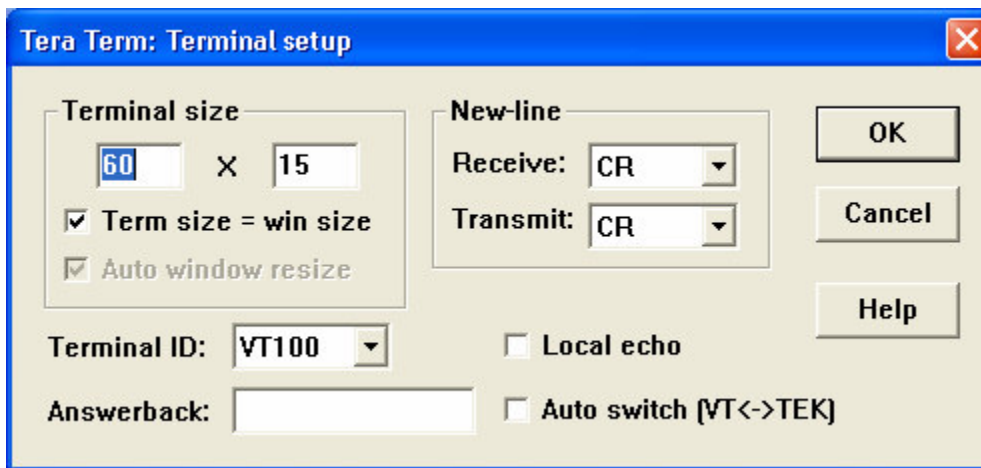 Tera Term: Terminal setup
Terminal size
60 X 15
Term size = win size
Auto window resize
New-line
Receive: CR
Transmit: CR
OK
Cancel
Help
Terminal ID: VT100
Local echo
Answerback:
Auto switch (VT<->TEK)